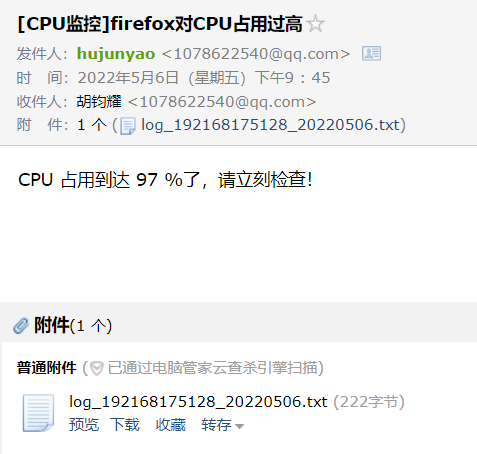 [CPU监控]firefox对CPU占用过高
发件人：hujunyao <1078622540@qq.com>
时　间：2022年5月6日（星期五）下午9：45
收件人：胡钧耀 <1078622540@qq.com>
附　件：1 个 (log_192168175128_20220506.txt)
CPU 占用到达 97 %了，请立刻检查！
附件(1 个)
普通附件 (已通过电脑管家云查杀引擎扫描)
log_192168175128_20220506.txt (222字节)
预览 下载 收藏 转存